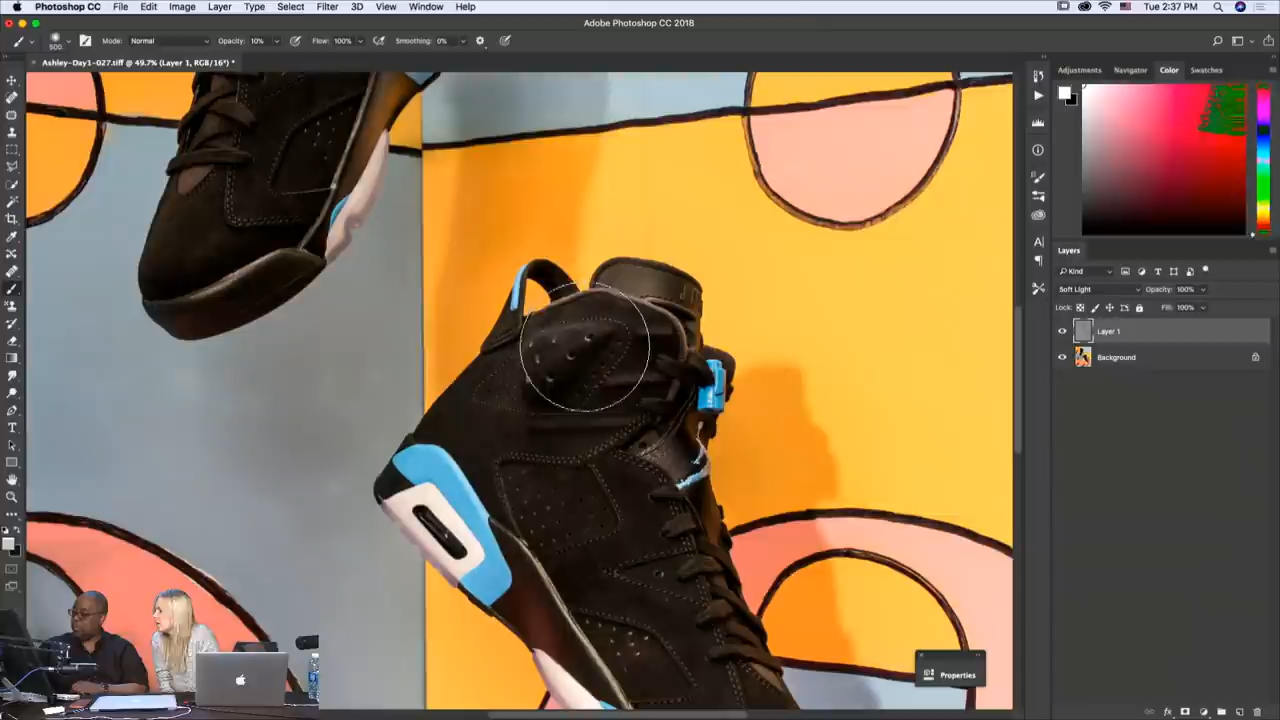 Photoshop CC File Edit Image Layer Type Select Filter 3D View Window Help Tue 2:37 PM
Adobe Photoshop CC 2018
500 Mode: Normal Opacity: 10% Flow: 100% Smoothing: 0%
Ashley-Day1-027.tiff @ 49.7% (Layer 1, RGB/16*) *
Adjustments Navigator Color Swatches
Layers
Kind
Soft Light Opacity: 100%
Lock: Fill: 100%
Layer 1
Background
Properties